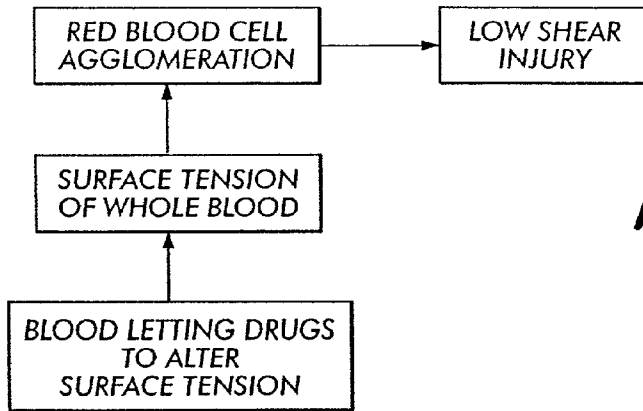 RED BLOOD CELL
AGGLOMERATION
LOW SHEAR
INJURY
SURFACE TENSION
OF WHOLE BLOOD
BLOOD LETTING DRUGS
TO ALTER
SURFACE TENSION